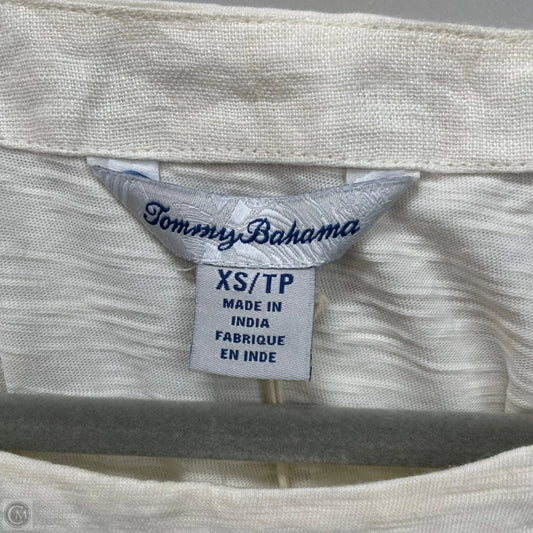 Tommy Bahama
XS/TP
MADE IN
INDIA
FABRIQUE
EN INDE